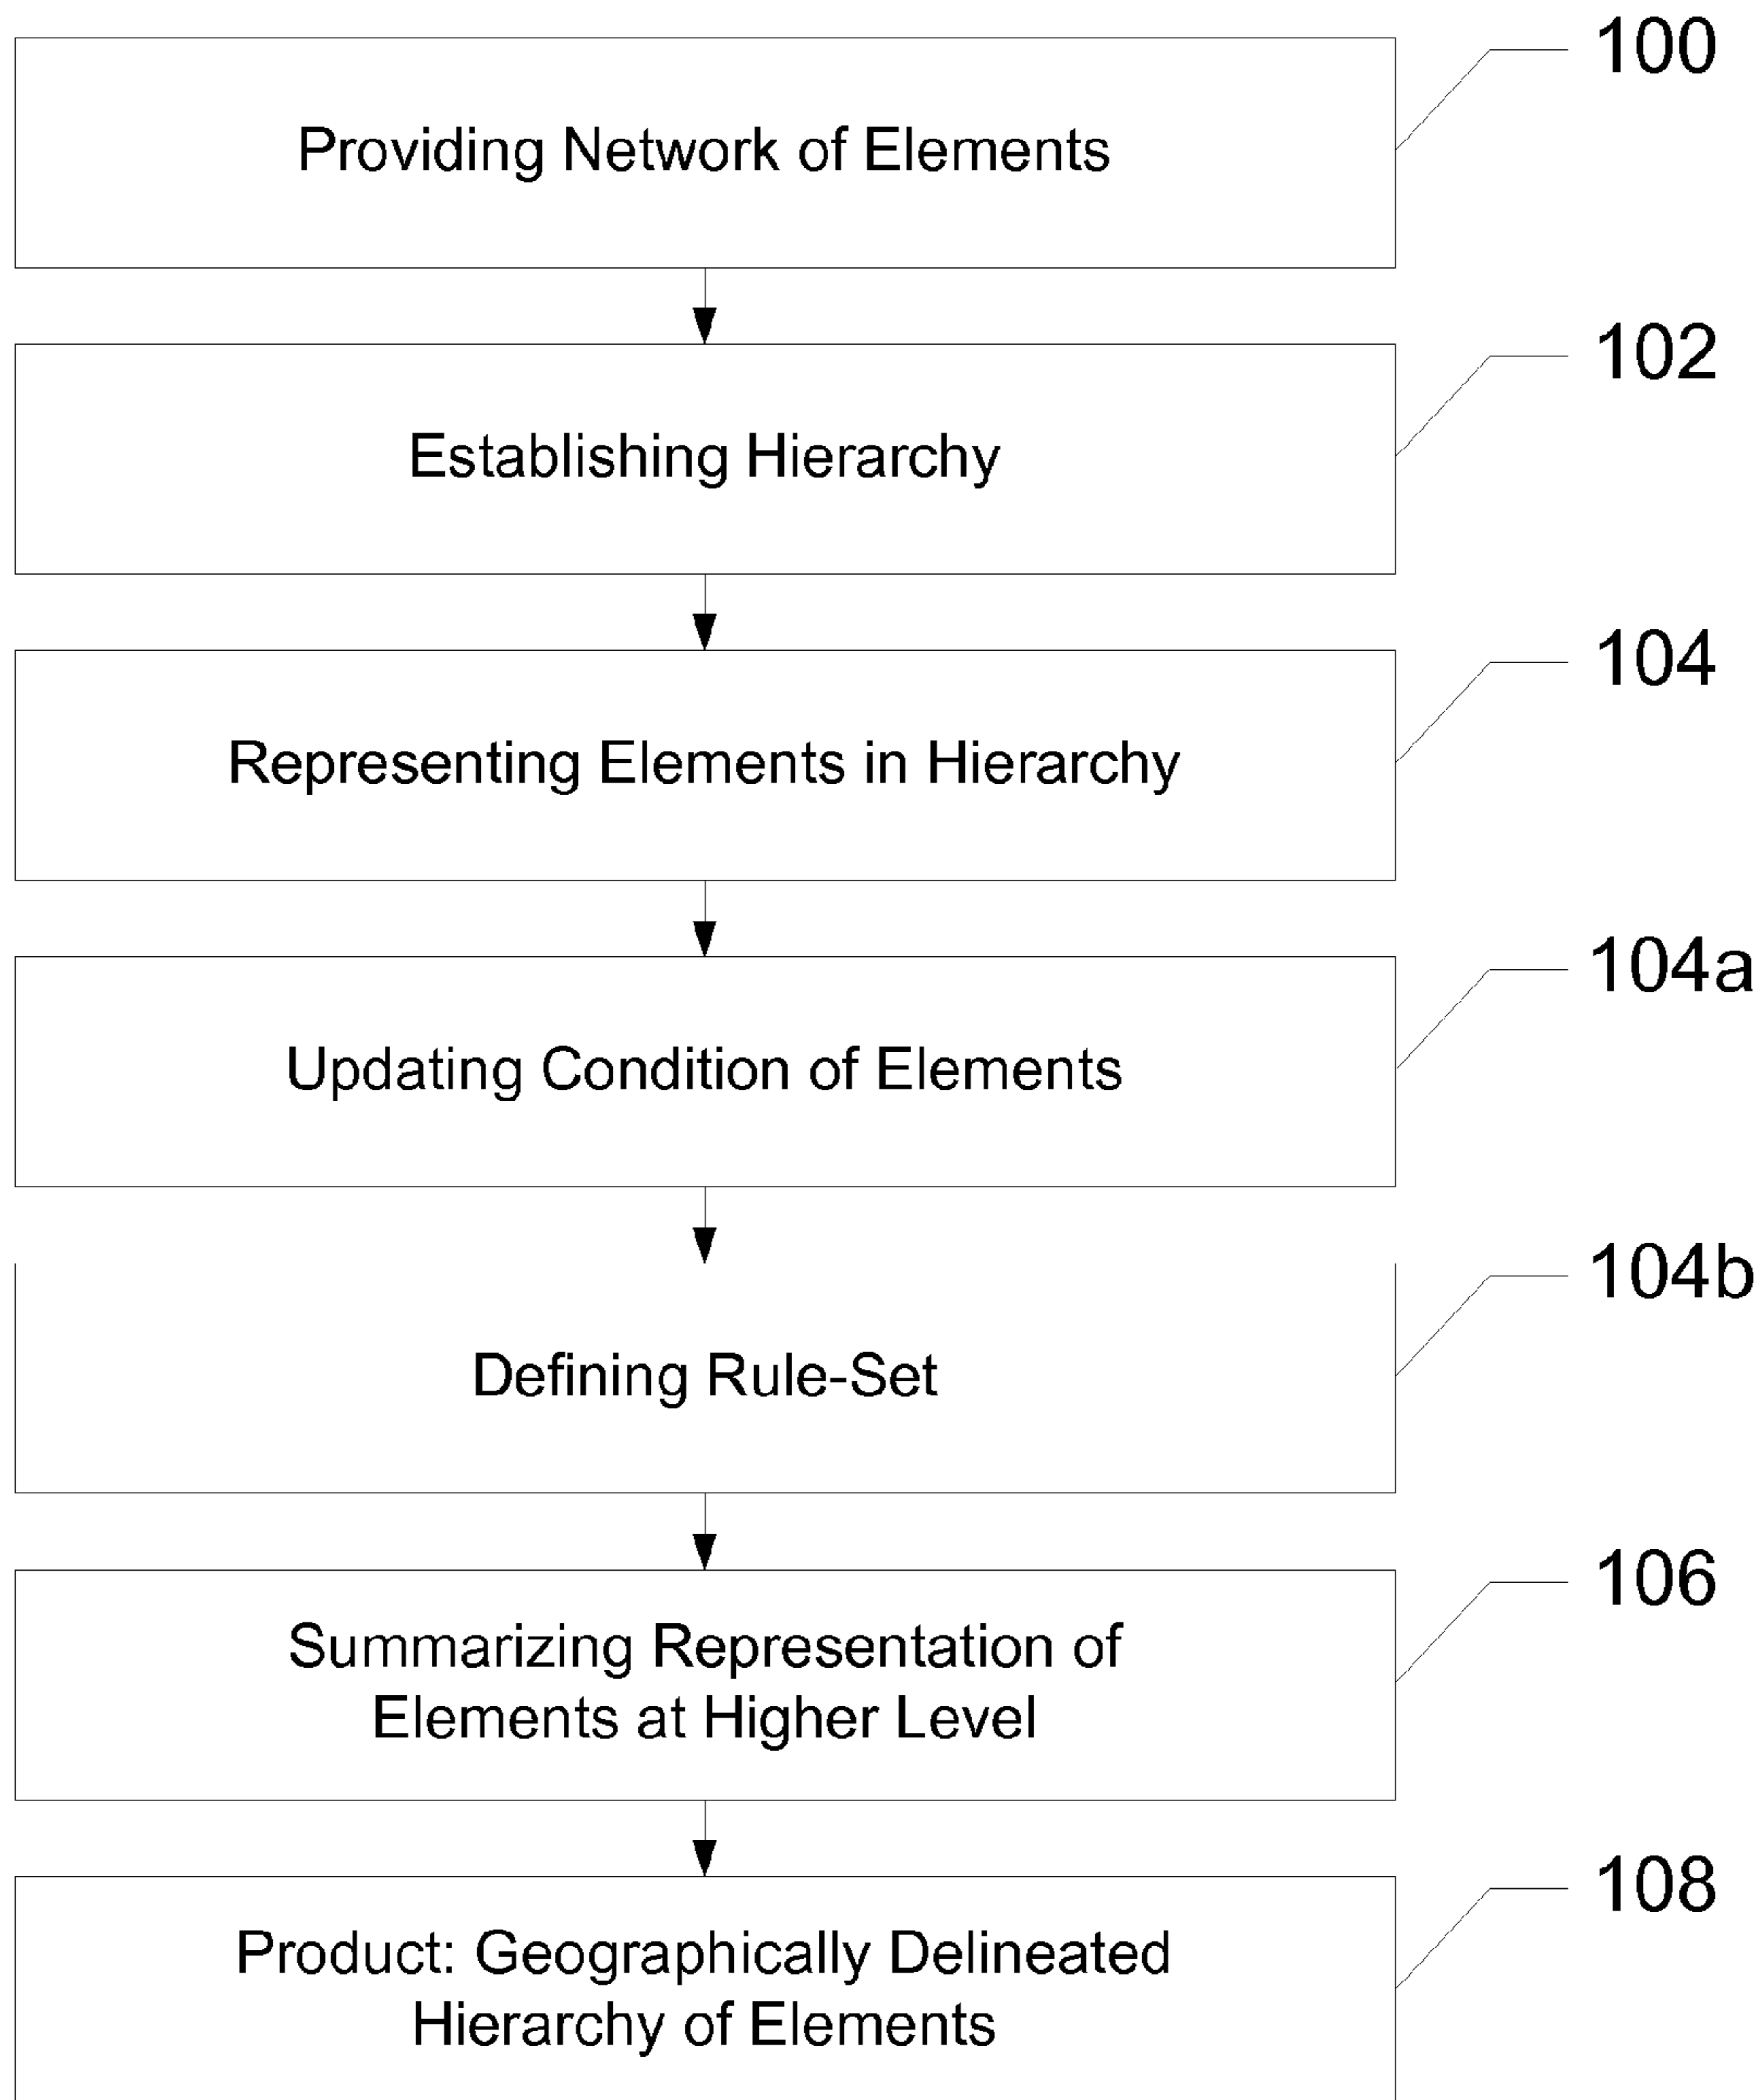 100
Providing Network of Elements
102
Establishing Hierarchy
104
Representing Elements in Hierarchy
104a
Updating Condition of Elements
104b
Defining Rule-Set
106
Summarizing Representation of
Elements at Higher Level
108
Product: Geographically Delineated
Hierarchy of Elements